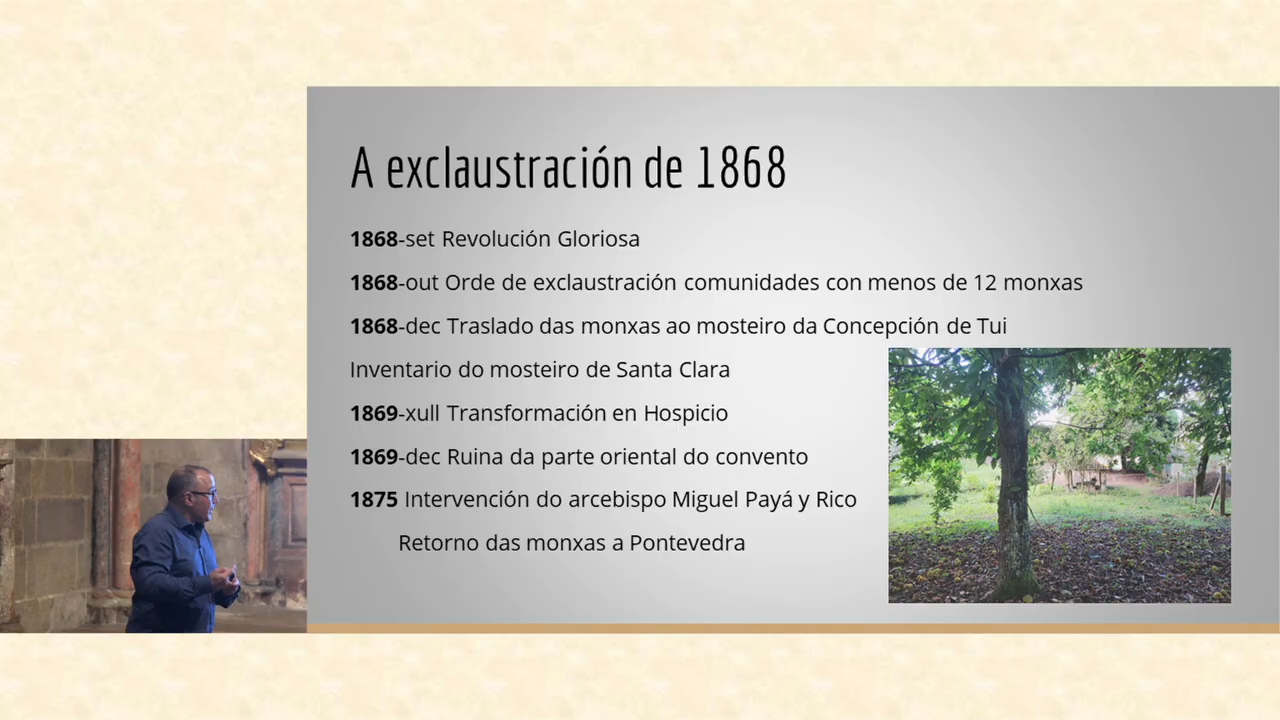 A exclaustración de 1868
1868-set Revolución Gloriosa
1868-out Orde de exclaustración comunidades con menos de 12 monxas
1868-dec Traslado das monxas ao mosteiro da Concepción de Tui
Inventario do mosteiro de Santa Clara
1869-xull Transformación en Hospicio
1869-dec Ruina da parte oriental do convento
1875 Intervención do arcebispo Miguel Payá y Rico
Retorno das monxas a Pontevedra